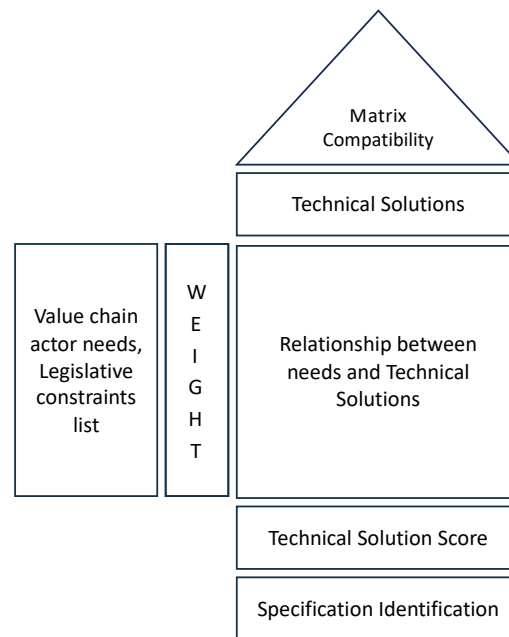 Matrix
Compatibility
Technical Solutions
Value chain
actor needs,
Legislative
constraints
list
W
E
I
G
H
T
Relationship between
needs and Technical
Solutions
Technical Solution Score
Specification Identification